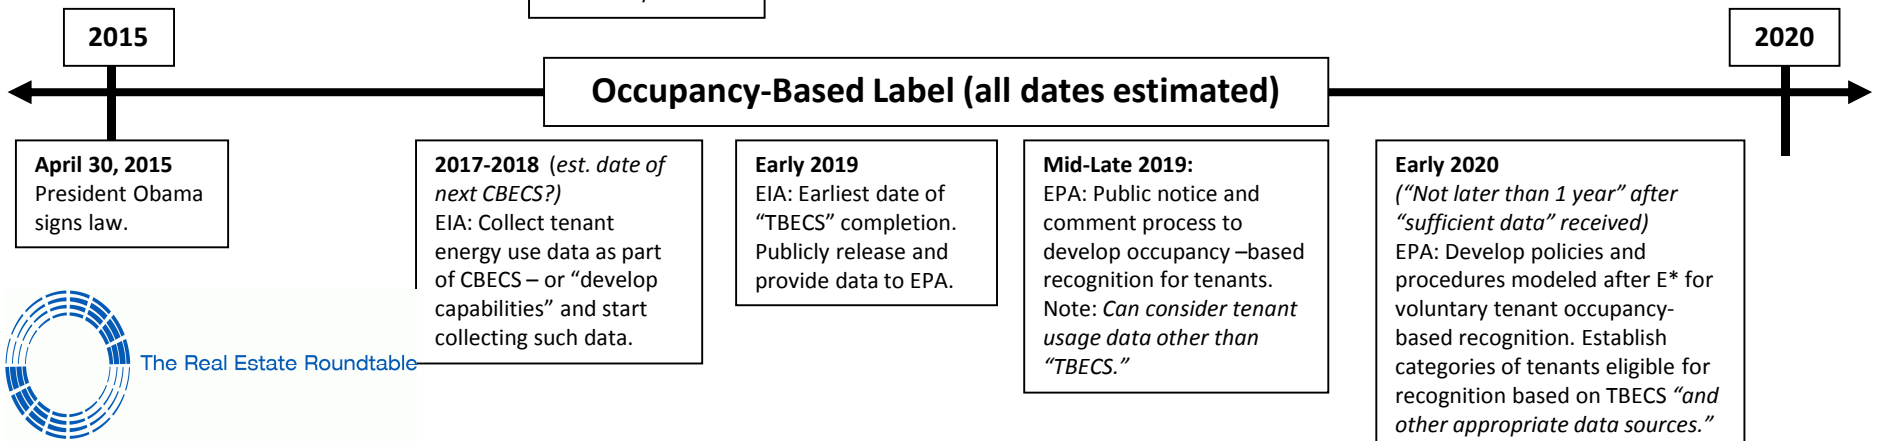 2015
2020
Occupancy-Based Label (all dates estimated)
April 30, 2015
President Obama
signs law.
2017-2018 (est. date of
next CBECS?)
EIA: Collect tenant
energy use data as part
of CBECS – or “develop
capabilities” and start
collecting such data.
Early 2019
EIA: Earliest date of
“TBECS” completion.
Publicly release and
provide data to EPA.
Mid-Late 2019:
EPA: Public notice and
comment process to
develop occupancy –based
recognition for tenants.
Note: Can consider tenant
usage data other than
“TBECS.”
Early 2020
(“Not later than 1 year” after
“sufficient data” received)
EPA: Develop policies and
procedures modeled after E* for
voluntary tenant occupancy-
based recognition. Establish
categories of tenants eligible for
recognition based on TBECS “and
other appropriate data sources.”
The Real Estate Roundtable